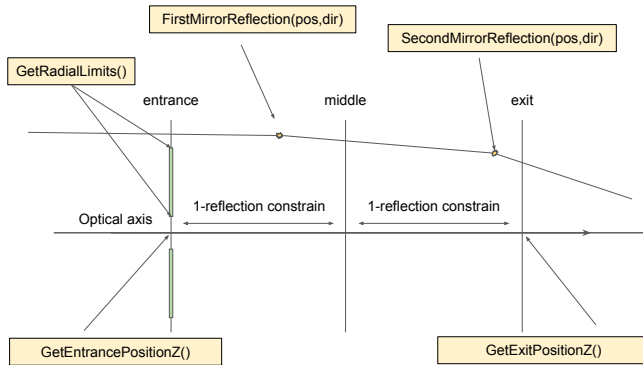 FirstMirrorReflection(pos,dir)
SecondMirrorReflection(pos,dir)
GetRadialLimits()
entrance
middle
exit
1-reflection constrain
1-reflection constrain
Optical axis
GetEntrancePositionZ()
GetExitPositionZ()